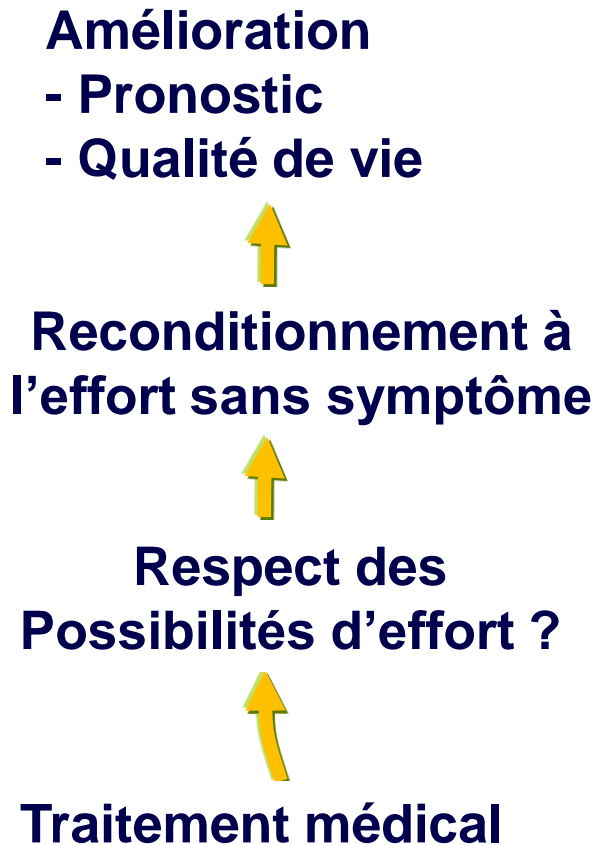 Amélioration
- Pronostic
- Qualité de vie
Reconditionnement à
l’effort sans symptôme
Respect des
Possibilités d’effort ?
Traitement médical